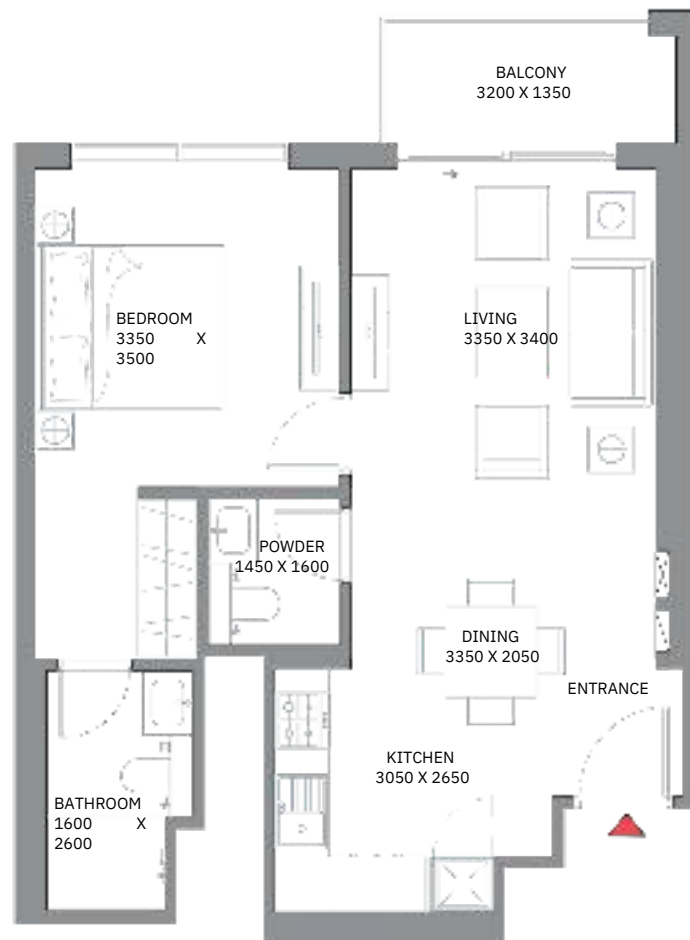 BALCONY
3200 X 1350
BEDROOM
3350 X
3500
LIVING
3350 X 3400
POWDER
1450 X 1600
DINING
3350 X 2050
ENTRANCE
KITCHEN
3050 X 2650
BATHROOM
1600 X
2600